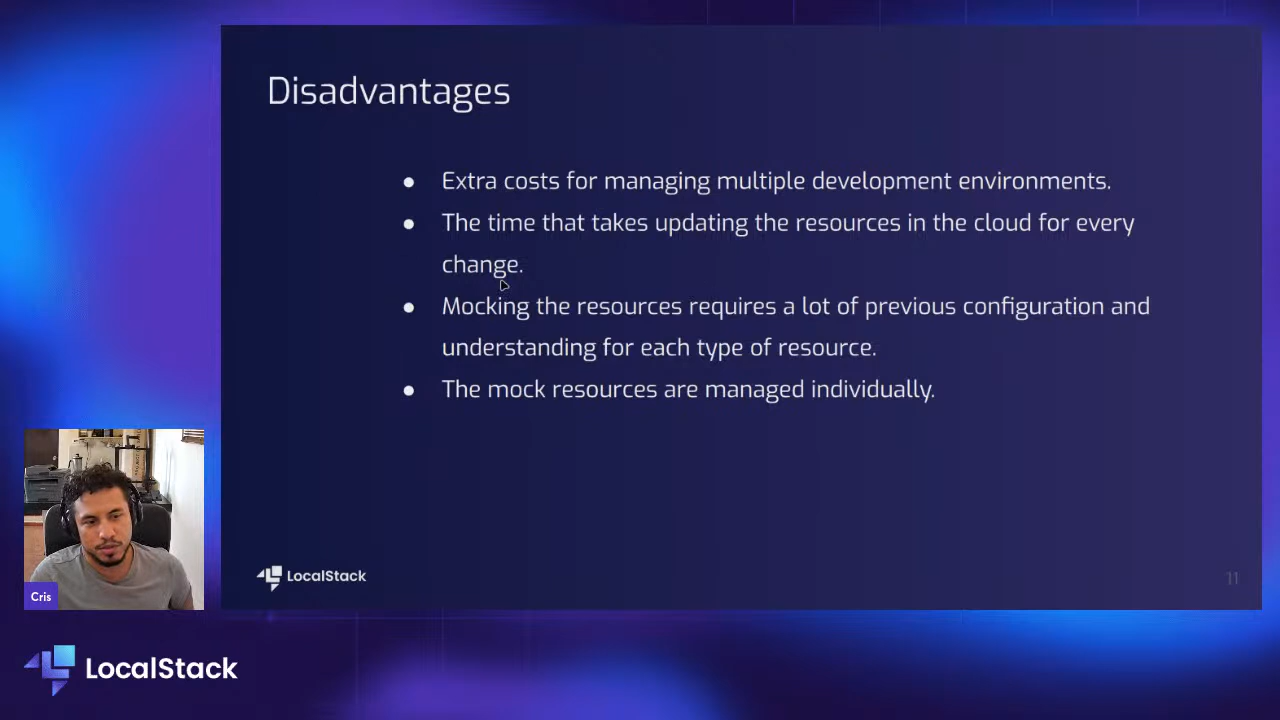 Disadvantages
● Extra costs for managing multiple development environments.
● The time that takes updating the resources in the cloud for every
change.
● Mocking the resources requires a lot of previous configuration and
understanding for each type of resource.
● The mock resources are managed individually.
LocalStack
11
Cris
LocalStack